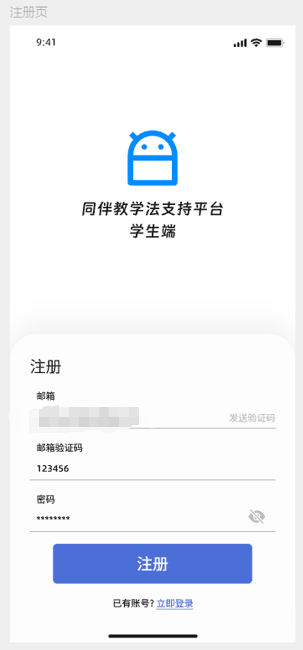 注册页
9:41
同伴教学法支持平台
学生端
注册
邮箱
发送验证码
邮箱验证码
123456
密码
********
注册
已有账号? 立即登录